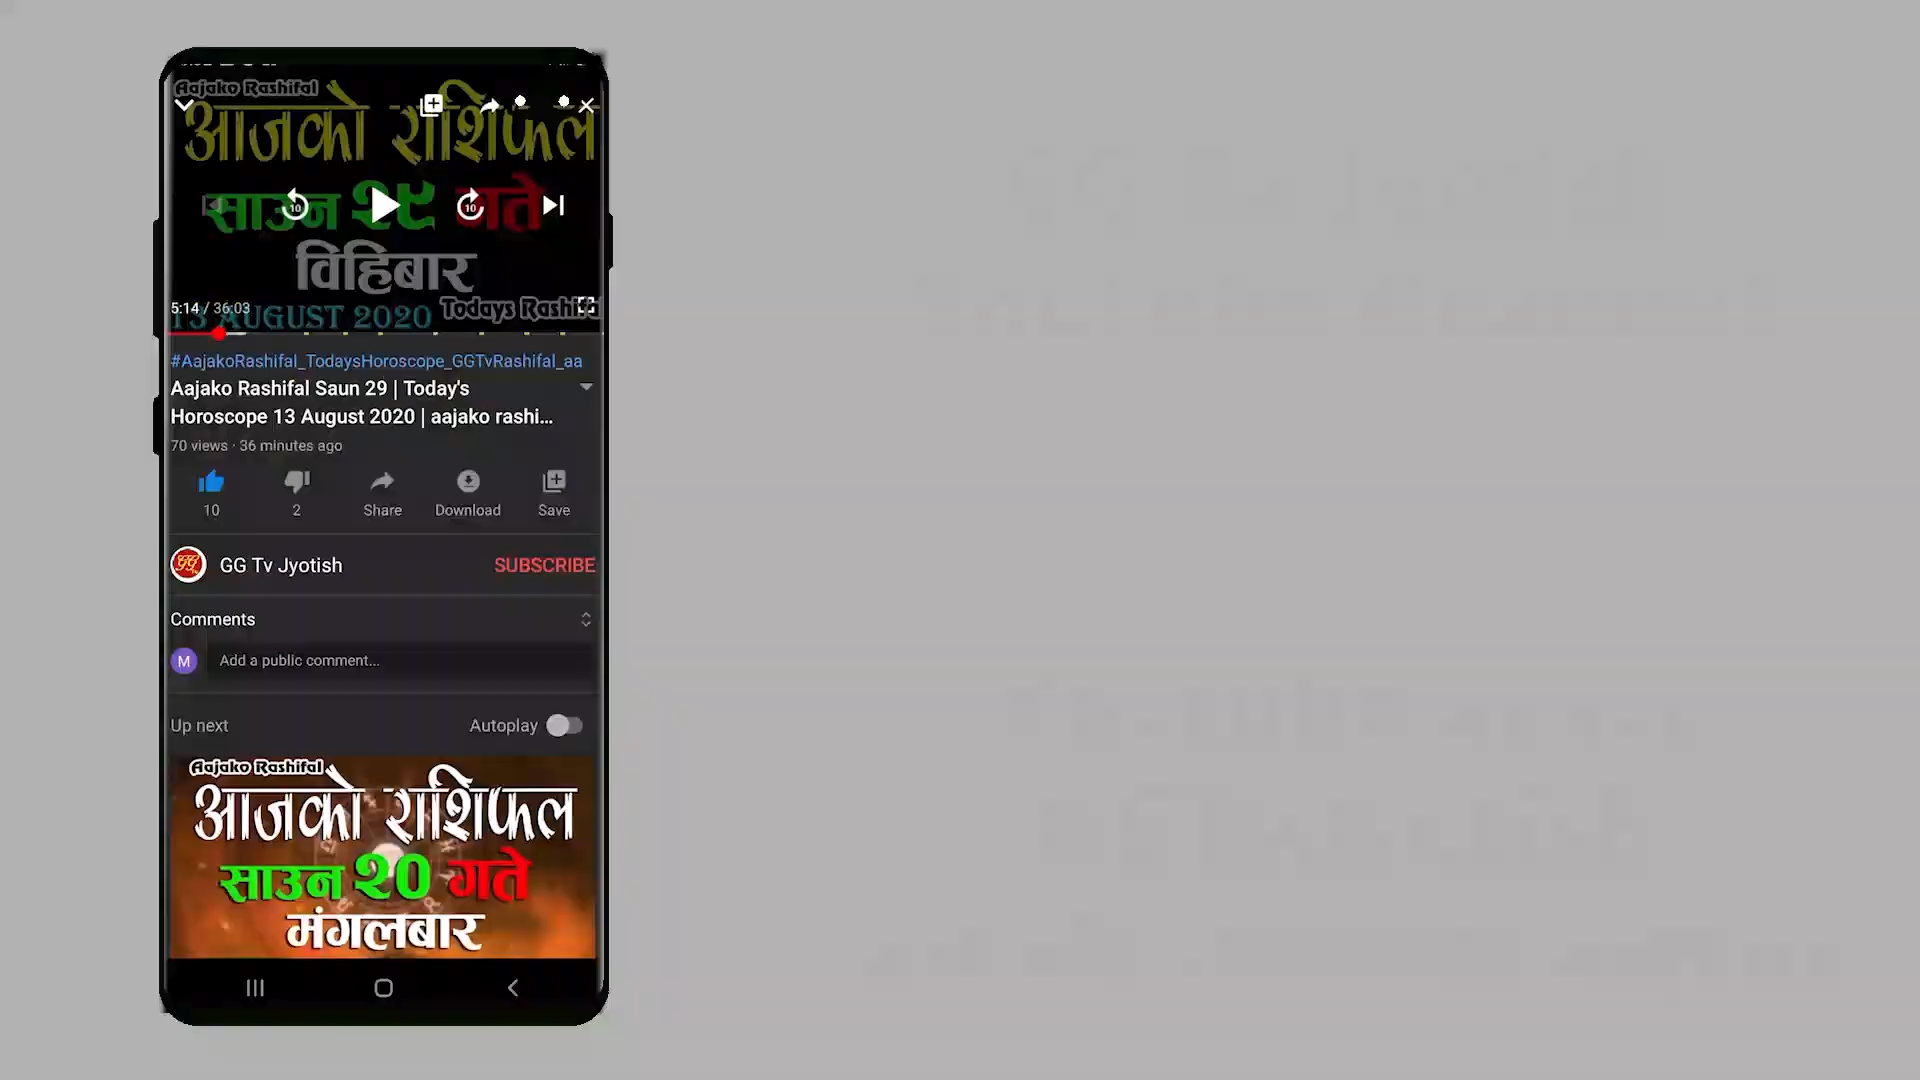 Aajako Rashifal
आजको राशिफल
साउन २९ गते
10
10
विहिबार
5:14 / 36:03
Todays Rashifal
13 AUGUST 2020
#AajakoRashifal_TodaysHoroscope_GGTvRashifal_aa
Aajako Rashifal Saun 29 | Today's
Horoscope 13 August 2020 | aajako rashi...
70 views · 36 minutes ago
10
2
Share
Download
Save
GG
GG Tv Jyotish
SUBSCRIBE
Comments
M
Add a public comment...
Up next
Autoplay
Aajako Rashifal
आजको राशिफल
साउन २० गते
मंगलबार